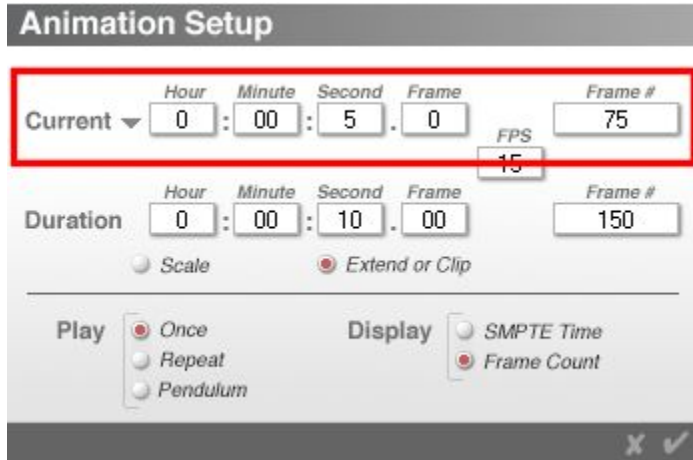 Animation Setup
Hour Minute Second Frame Frame #
Current 0 : 00 : 5 . 0 75
FPS
15
Hour Minute Second Frame Frame #
Duration 0 : 00 : 10 . 00 150
Scale Extend or Clip
Play Once Display SMPTE Time
Repeat Frame Count
Pendulum